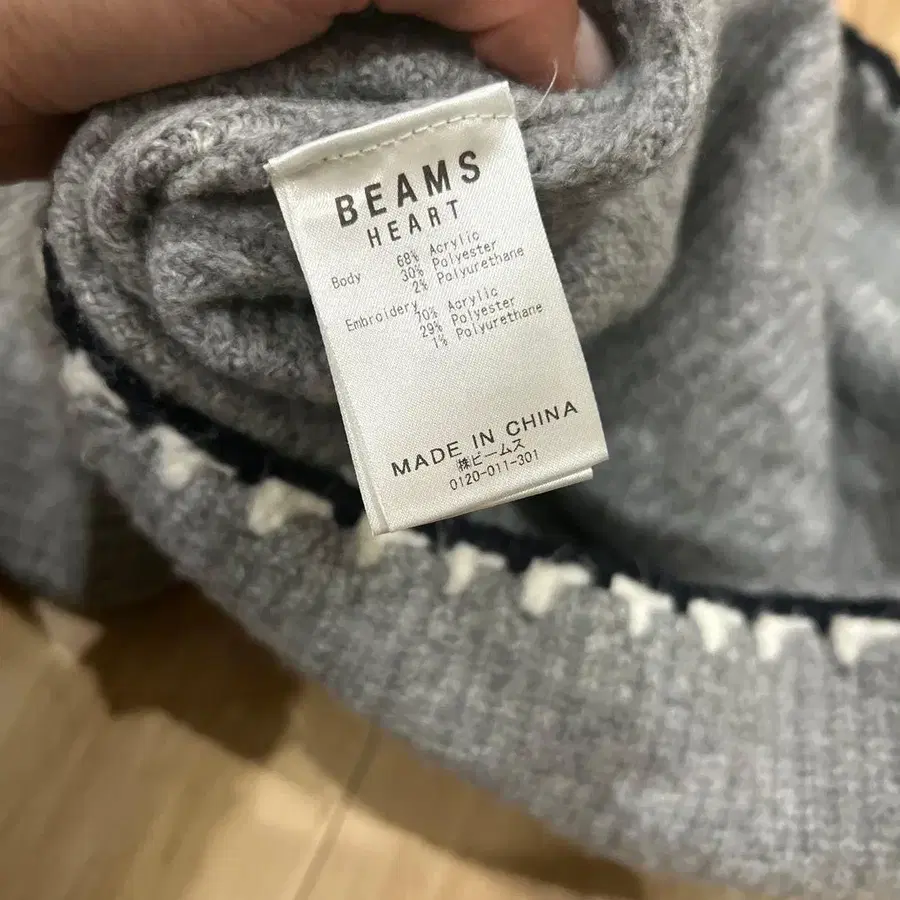 BEAMS
HEART
Body 68% Acrylic
30% Polyester
2% Polyurethane
Embroidery 70% Acrylic
29% Polyester
1% Polyurethane
MADE IN CHINA
㈱ビームス
0120-011-301